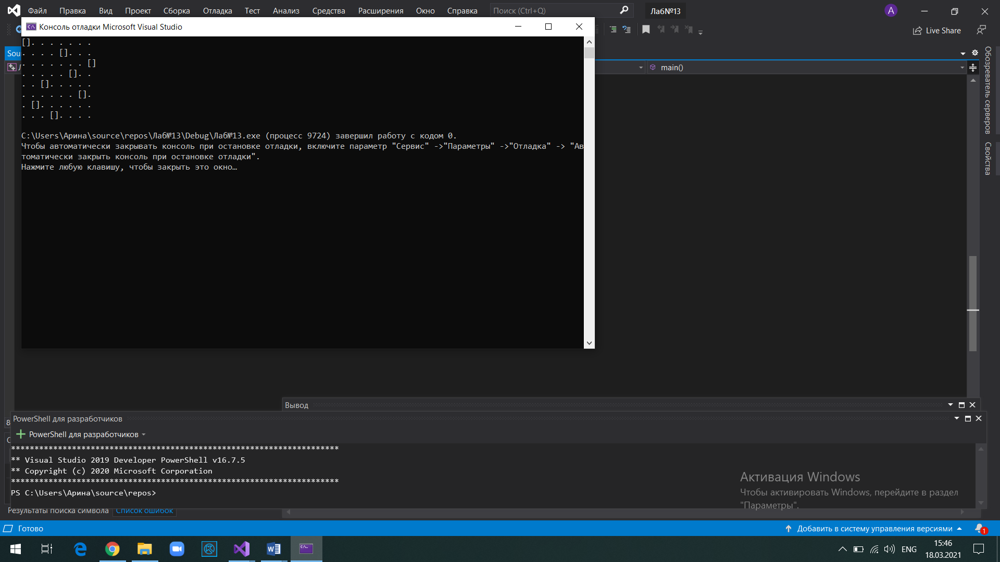 Файл Правка Вид Проект Сборка Отладка Тест Анализ Средства Расширения Окно Справка Поиск (Ctrl+Q) Лаб№13 A
Консоль отладки Microsoft Visual Studio
Live Share
Sou
main()
[]. . . . . . .
. . . . []. . .
. . . . . . . []
. . . . . []. .
. . []. . . . .
. . . . . . [].
. []. . . . . .
. . . []. . . .
C:\Users\Арина\source\repos\Лаб№13\Debug\Лаб№13.exe (процесс 9724) завершил работу с кодом 0.
Чтобы автоматически закрывать консоль при остановке отладки, включите параметр "Сервис" ->"Параметры" ->"Отладка" -> "Ав
томатически закрыть консоль при остановке отладки".
Нажмите любую клавишу, чтобы закрыть это окно…
Обозреватель серверов
Свойства
Вывод
PowerShell для разработчиков
8
PowerShell для разработчиков
**********************************************************************
** Visual Studio 2019 Developer PowerShell v16.7.5
** Copyright (c) 2020 Microsoft Corporation
**********************************************************************
PS C:\Users\Арина\source\repos>
Активация Windows
Чтобы активировать Windows, перейдите в раздел
"Параметры".
Результаты поиска символа Список ошибок
Готово
Добавить в систему управления версиями
1
ENG
15:46
18.03.2021